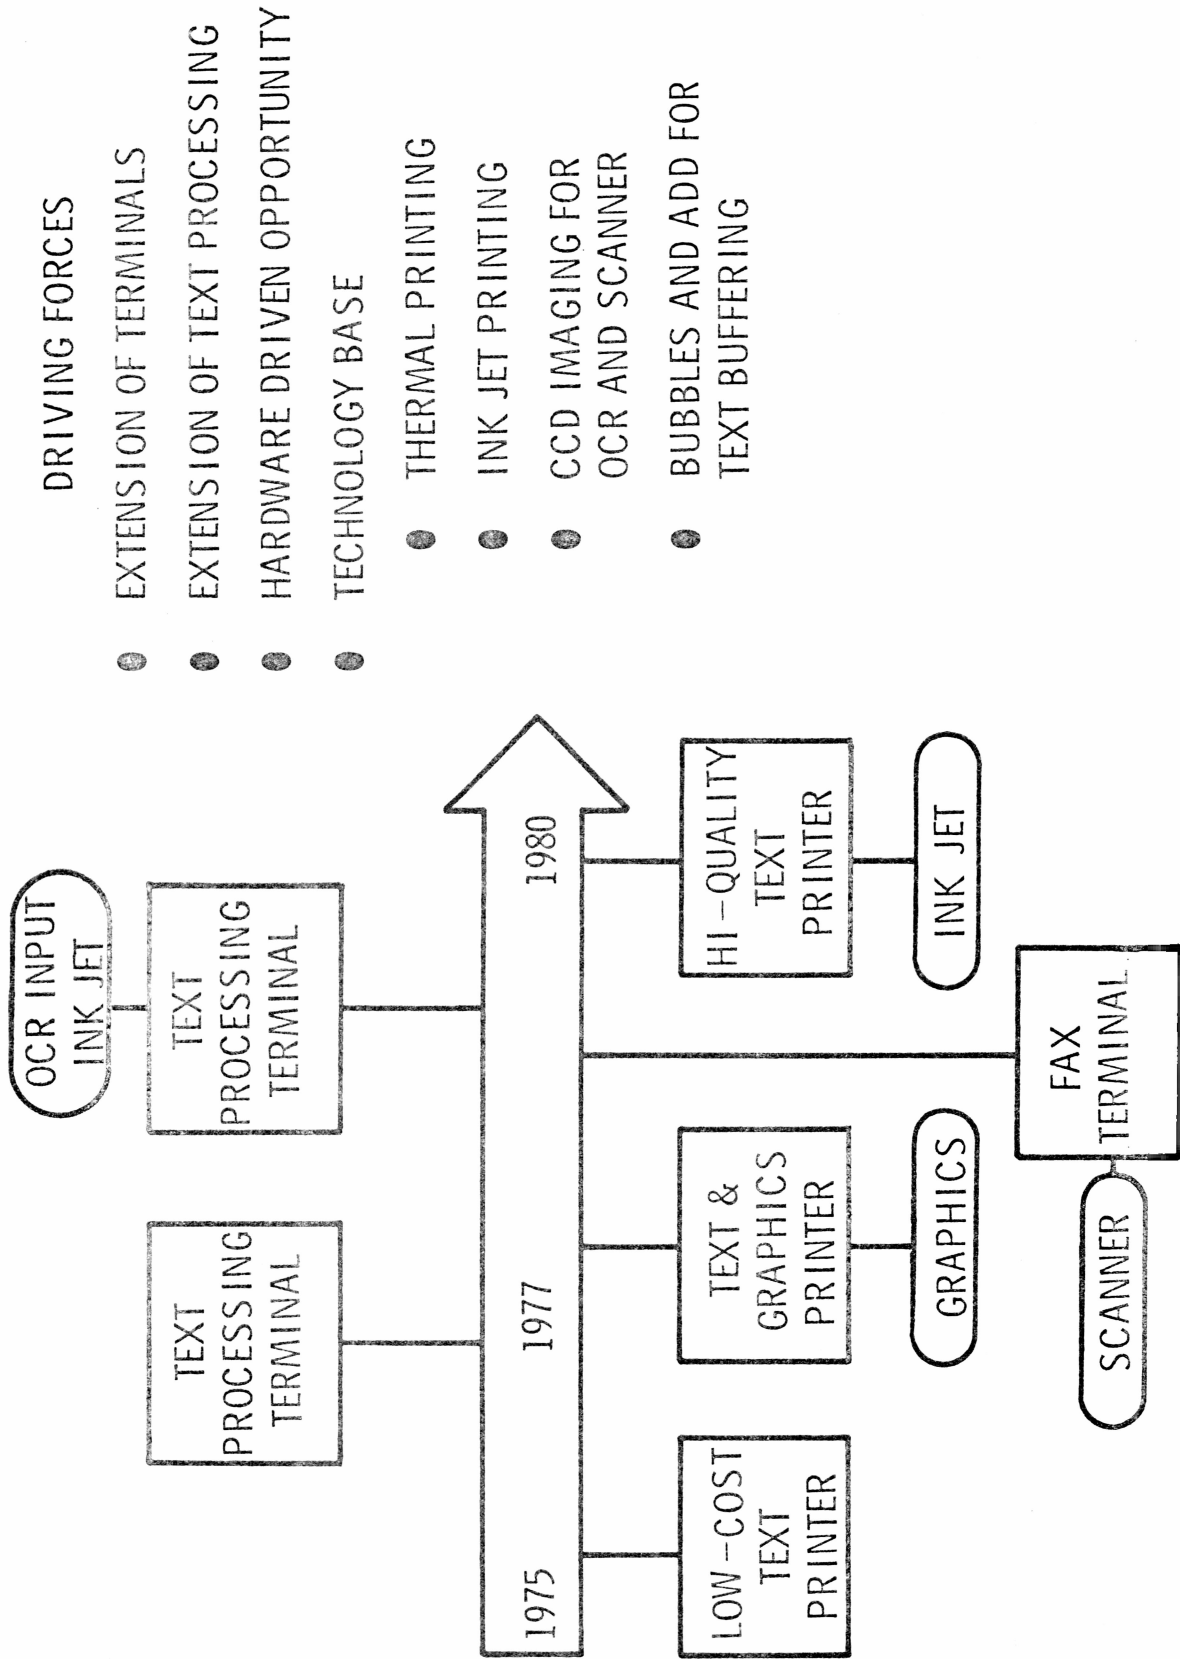 OCR INPUT
INK JET
TEXT
PROCESSING
TERMINAL
TEXT
PROCESSING
TERMINAL
1975
1977
1980
LOW-COST
TEXT
PRINTER
TEXT &
GRAPHICS
PRINTER
HI-QUALITY
TEXT
PRINTER
GRAPHICS
INK JET
SCANNER
FAX
TERMINAL
DRIVING FORCES
● EXTENSION OF TERMINALS
● EXTENSION OF TEXT PROCESSING
● HARDWARE DRIVEN OPPORTUNITY
● TECHNOLOGY BASE
● THERMAL PRINTING
● INK JET PRINTING
● CCD IMAGING FOR
OCR AND SCANNER
● BUBBLES AND ADD FOR
TEXT BUFFERING